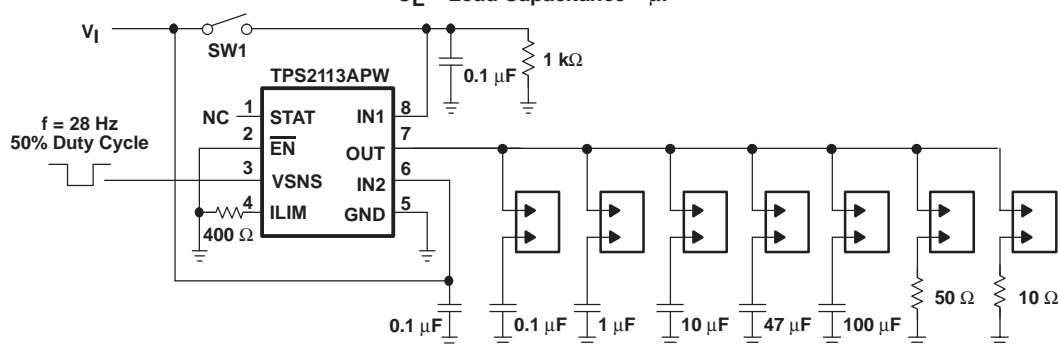 CL - Load Capacitance - μF
VI
SW1
0.1 μF
1 kΩ
TPS2113APW
NC
1
STAT
IN1
8
f = 28 Hz
50% Duty Cycle
2
EN
OUT
7
3
VSNS
IN2
6
4
ILIM
GND
5
400 Ω
0.1 μF
0.1 μF
1 μF
10 μF
47 μF
100 μF
50 Ω
10 Ω